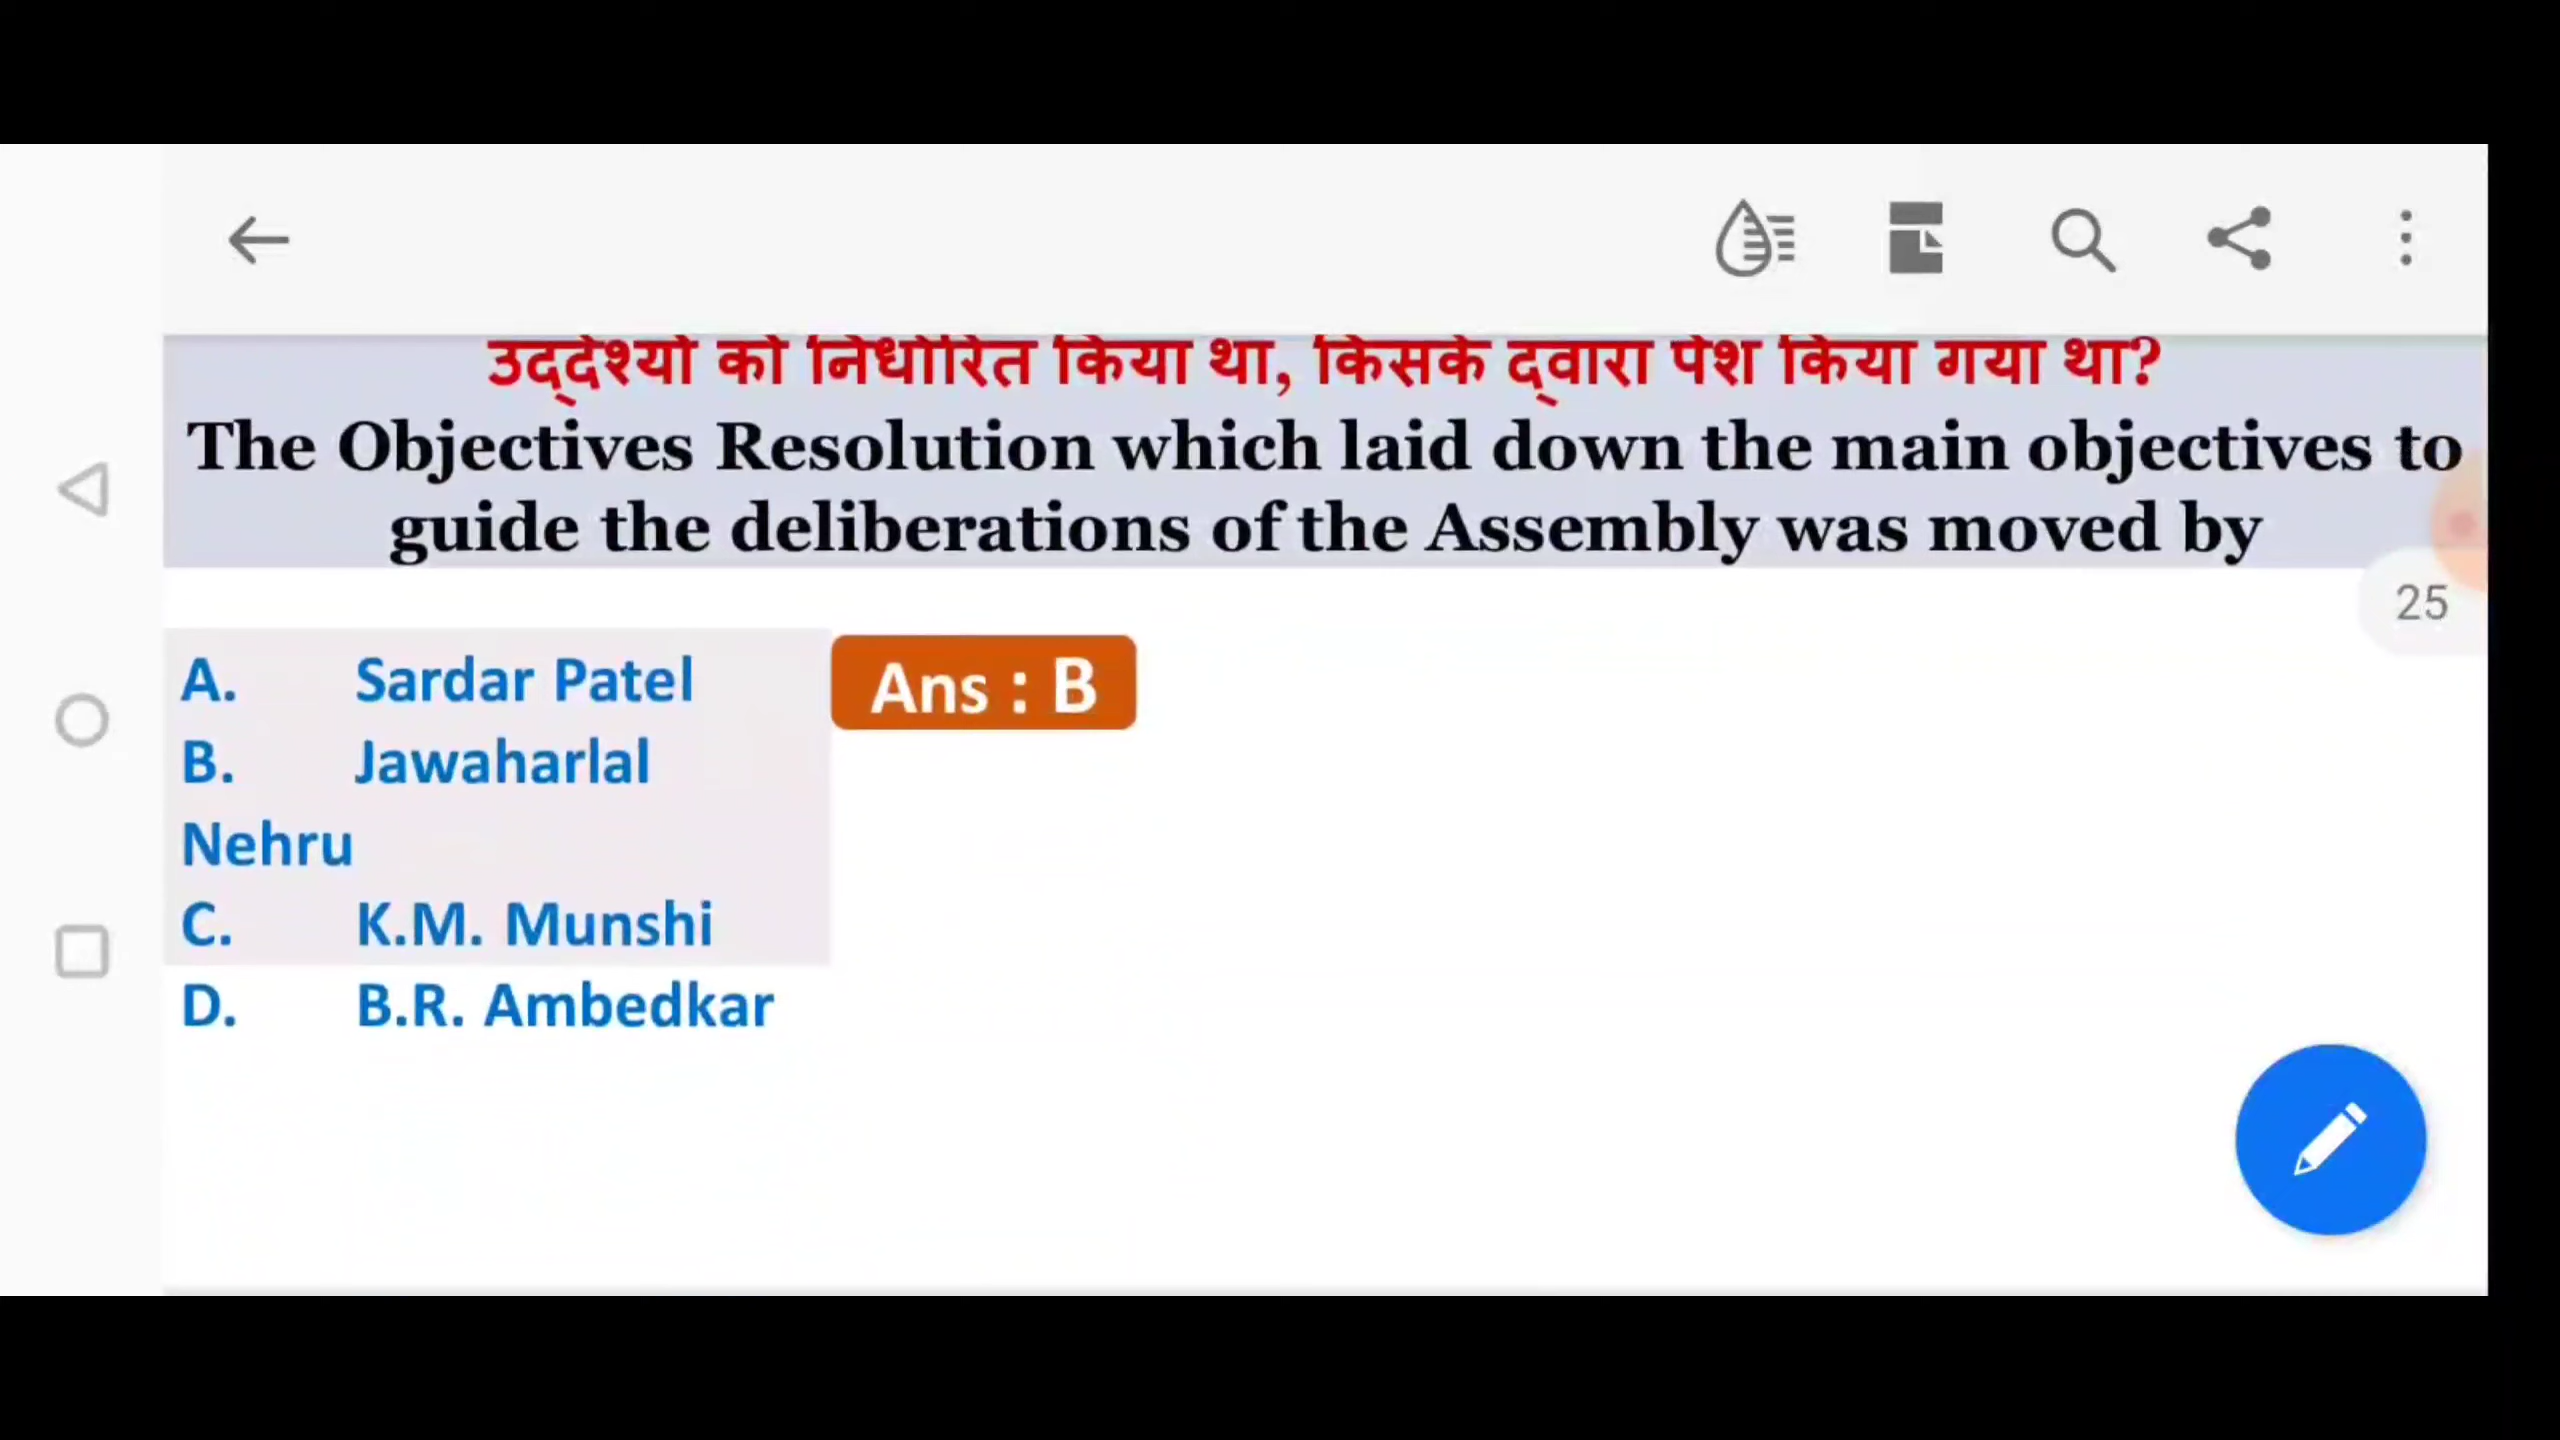 उद्देश्यों को निर्धारित किया था, किसके द्वारा पेश किया गया था?
The Objectives Resolution which laid down the main objectives to
guide the deliberations of the Assembly was moved by
25
A. Sardar Patel
Ans : B
B. Jawaharlal
Nehru
C. K.M. Munshi
D. B.R. Ambedkar